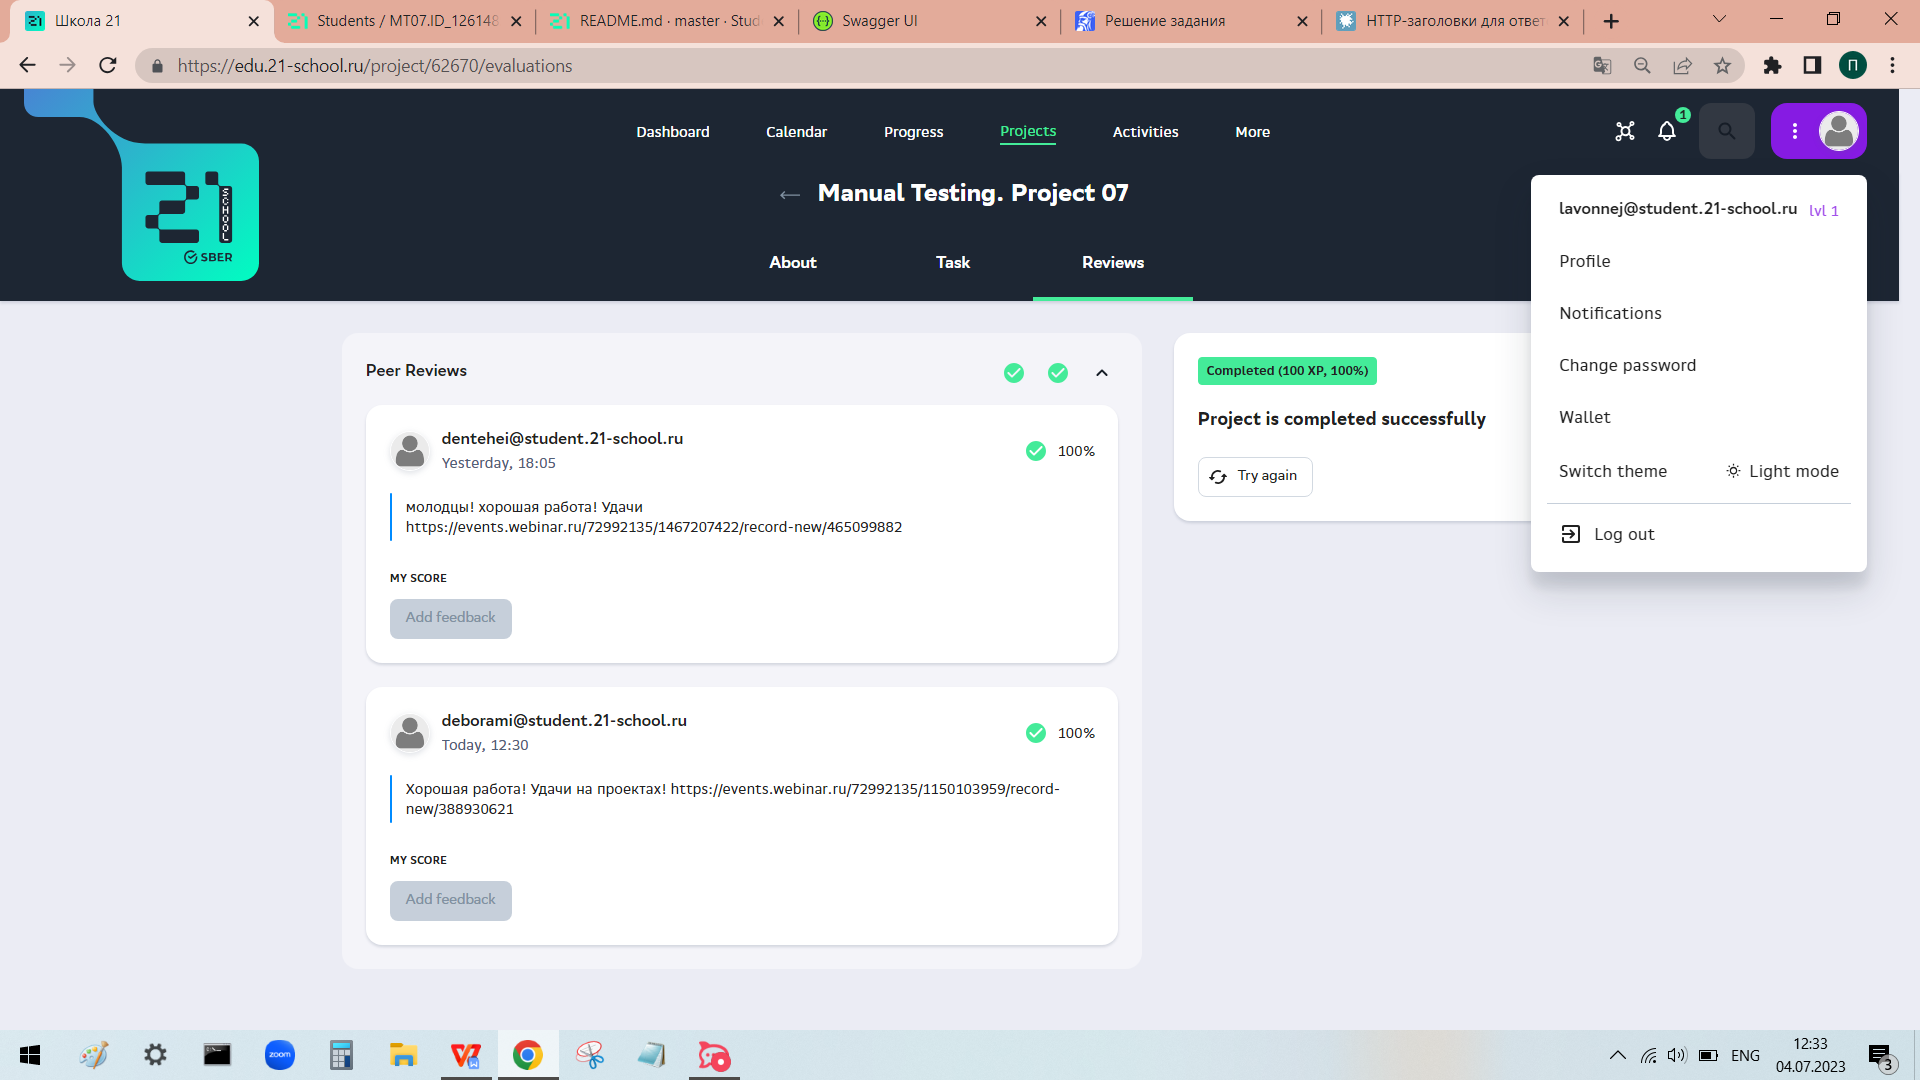 Школа 21
Students / MT07.ID_126148
README.md · master · Stud
Swagger UI
Решение задания
HTTP-заголовки для ответ
https://edu.21-school.ru/project/62670/evaluations
П
21
SCHOOL
SBER
Dashboard
Calendar
Progress
Projects
Activities
More
1
Manual Testing. Project 07
About
Task
Reviews
lavonnej@student.21-school.ru lvl 1
Profile
Notifications
Change password
Wallet
Switch theme
Light mode
Log out
Peer Reviews
dentehei@student.21-school.ru
Yesterday, 18:05
100%
молодцы! хорошая работа! Удачи
https://events.webinar.ru/72992135/1467207422/record-new/465099882
MY SCORE
Add feedback
deborami@student.21-school.ru
Today, 12:30
100%
Хорошая работа! Удачи на проектах! https://events.webinar.ru/72992135/1150103959/record-
new/388930621
MY SCORE
Add feedback
Completed (100 XP, 100%)
Project is completed successfully
Try again
zoom
ENG
12:33
04.07.2023
3